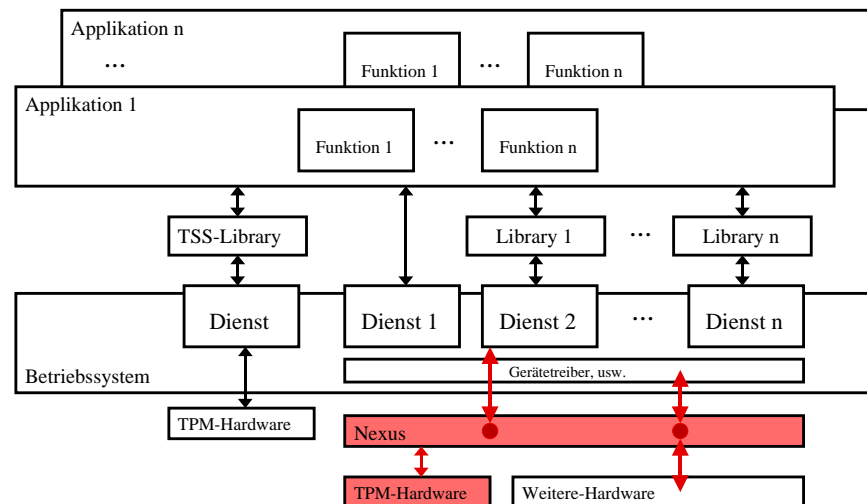 Applikation n
...
Funktion 1 ... Funktion n
Applikation 1
Funktion 1 ... Funktion n
TSS-Library Library 1 ... Library n
Dienst Dienst 1 Dienst 2 ... Dienst n
Gerätetreiber, usw.
Betriebssystem
TPM-Hardware
Nexus
TPM-Hardware Weitere-Hardware